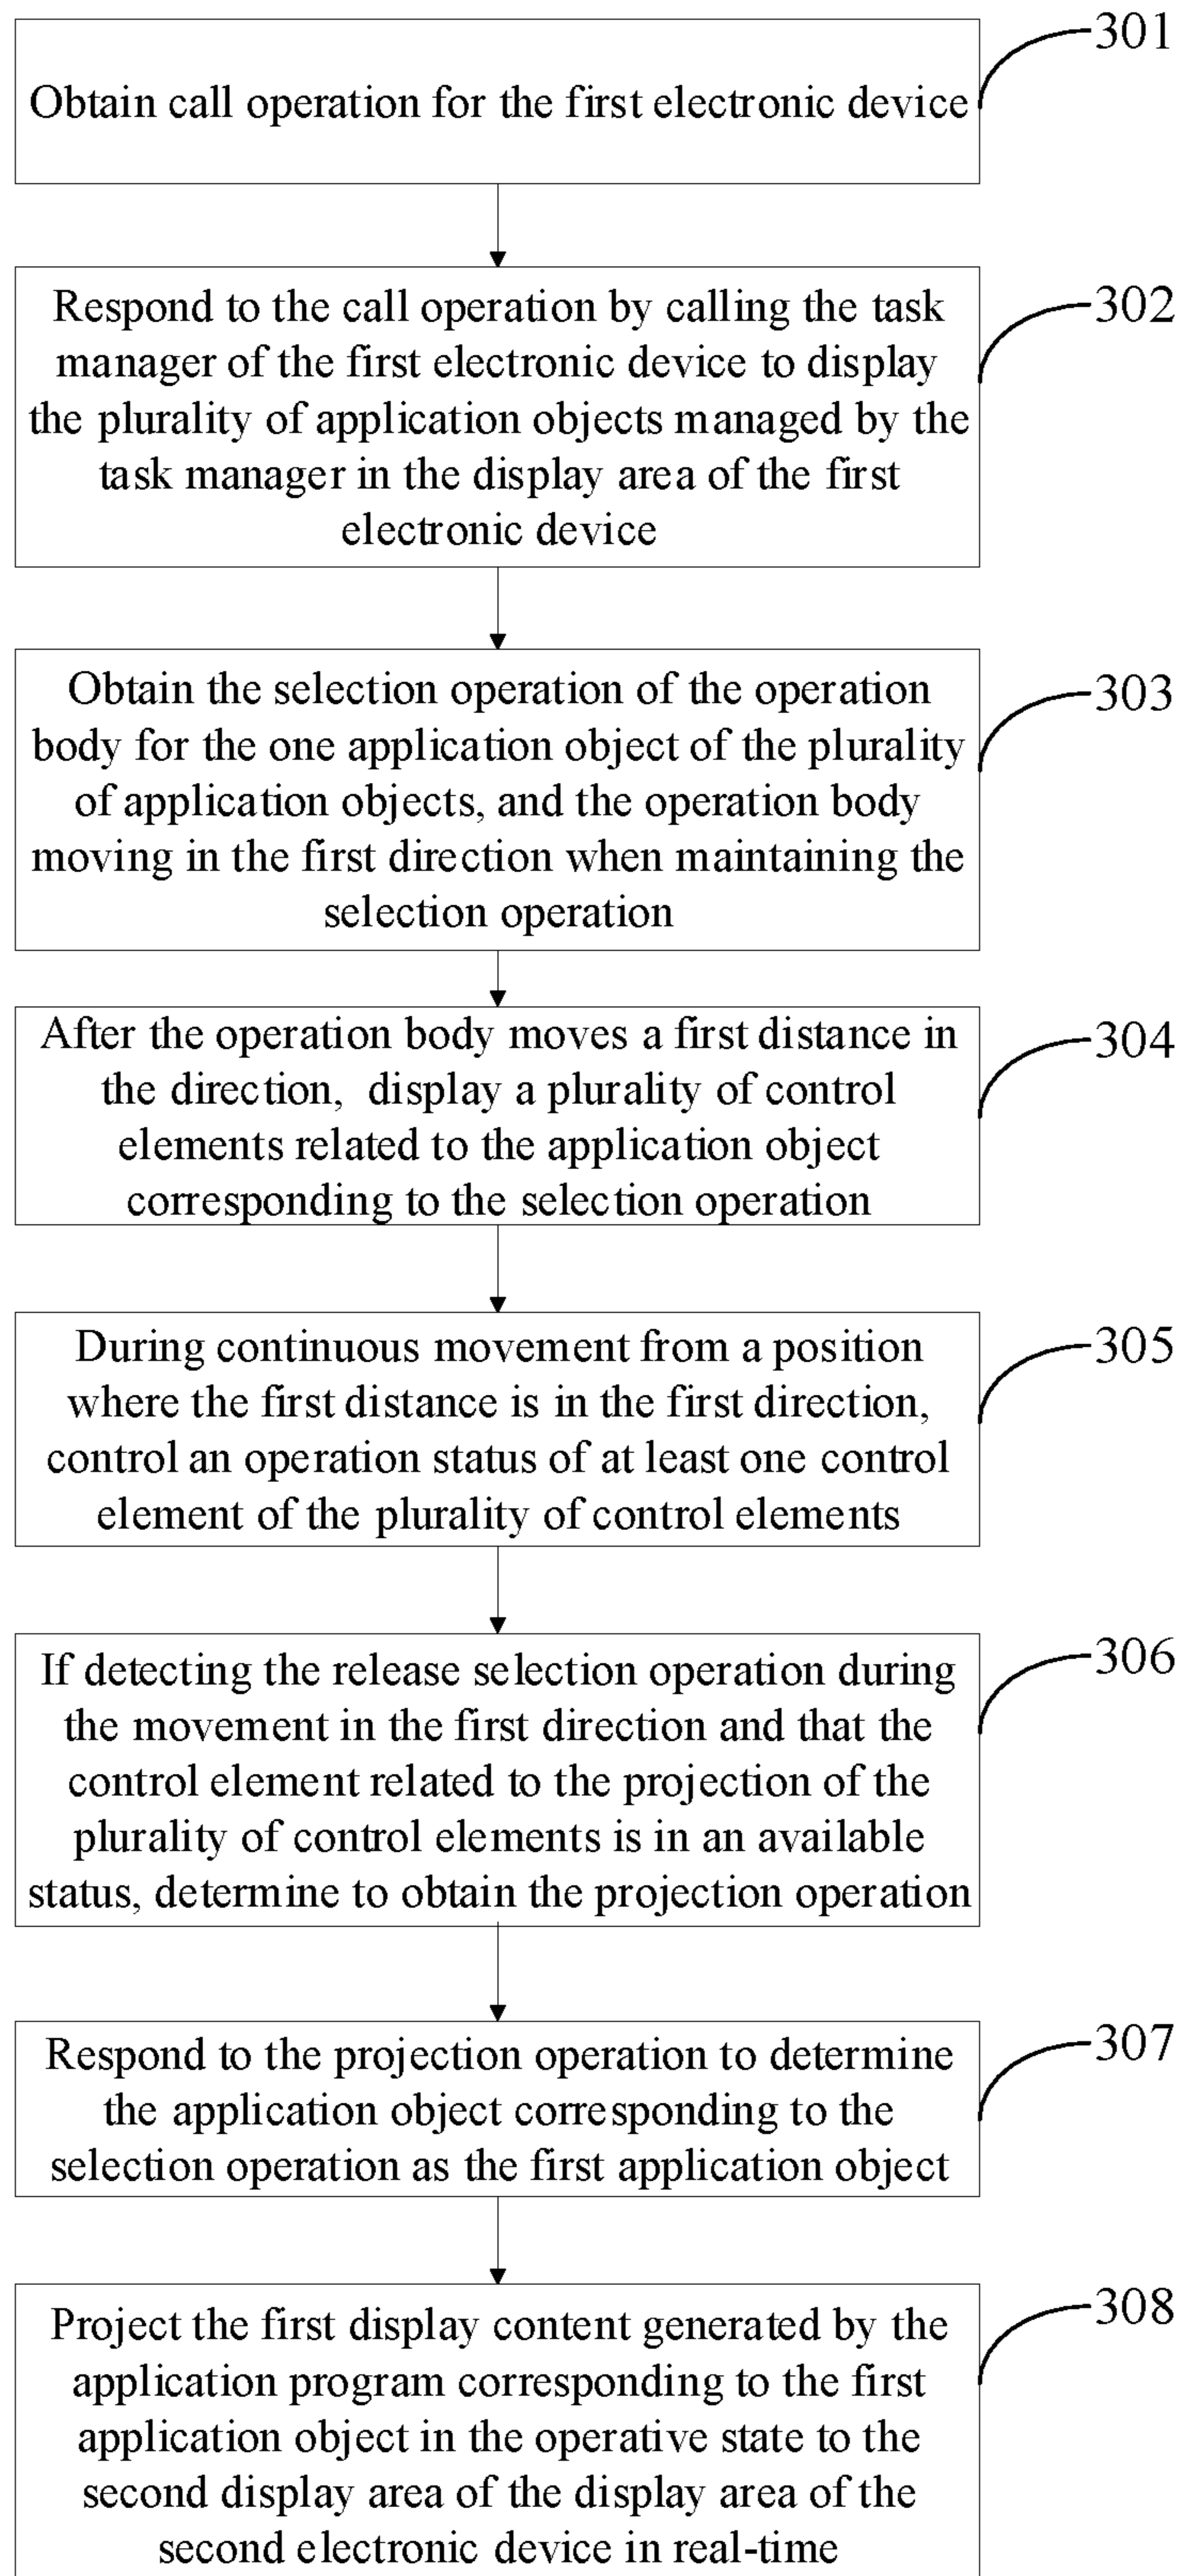 301
Obtain call operation for the first electronic device
302
Respond to the call operation by calling the task
manager of the first electronic device to display
the plurality of application objects managed by the
task manager in the display area of the first
electronic device
303
Obtain the selection operation of the operation
body for the one application object of the plurality
of application objects, and the operation body
moving in the first direction when maintaining the
selection operation
304
After the operation body moves a first distance in
the direction, display a plurality of control
elements related to the application object
corresponding to the selection operation
305
During continuous movement from a position
where the first distance is in the first direction,
control an operation status of at least one control
element of the plurality of control elements
306
If detecting the release selection operation during
the movement in the first direction and that the
control element related to the projection of the
plurality of control elements is in an available
status, determine to obtain the projection operation
307
Respond to the projection operation to determine
the application object corresponding to the
selection operation as the first application object
308
Project the first display content generated by the
application program corresponding to the first
application object in the operative state to the
second display area of the display area of the
second electronic device in real-time